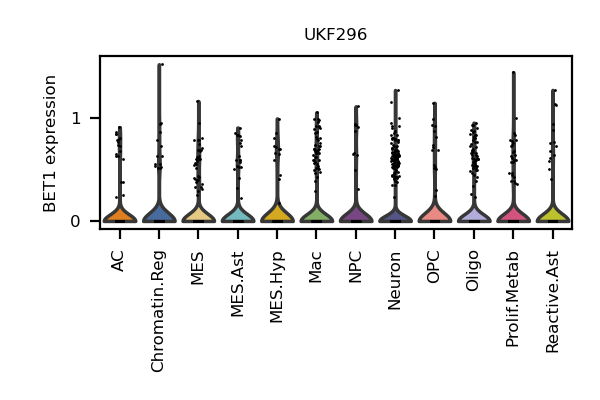 UKF296
BET1 expression
1
0
AC
Chromatin.Reg
MES
MES.Ast
MES.Hyp
Mac
NPC
Neuron
OPC
Oligo
Prolif.Metab
Reactive.Ast